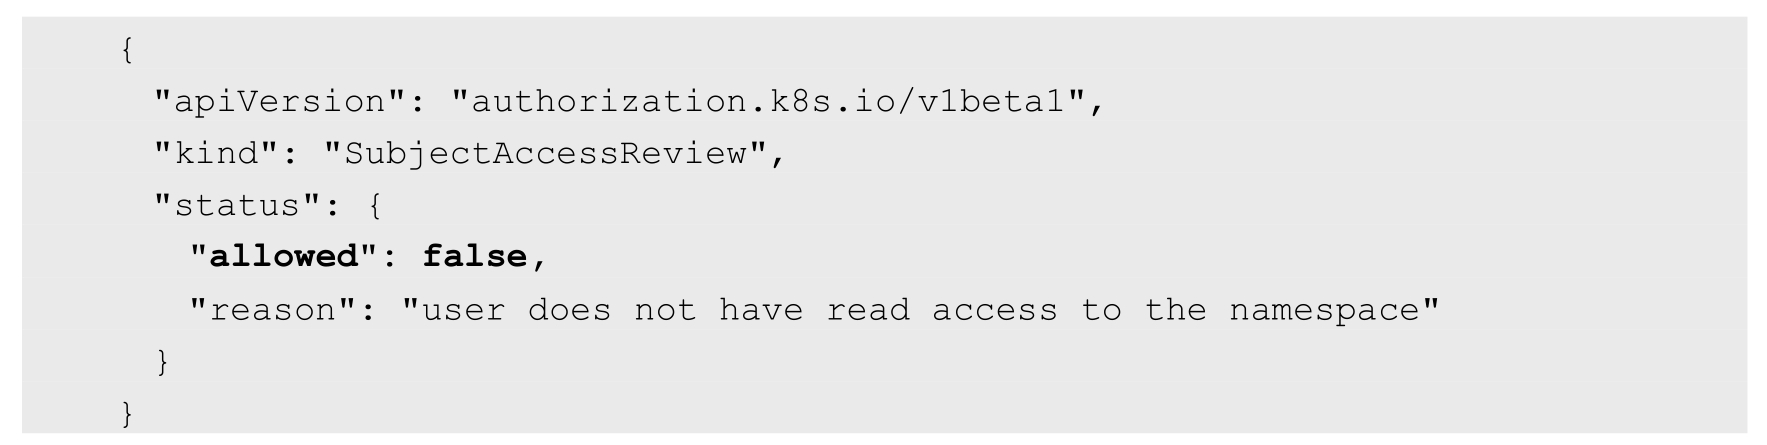 {
"apiVersion": "authorization.k8s.io/v1beta1",
"kind": "SubjectAccessReview",
"status": {
"allowed": false,
"reason": "user does not have read access to the namespace"
}
}